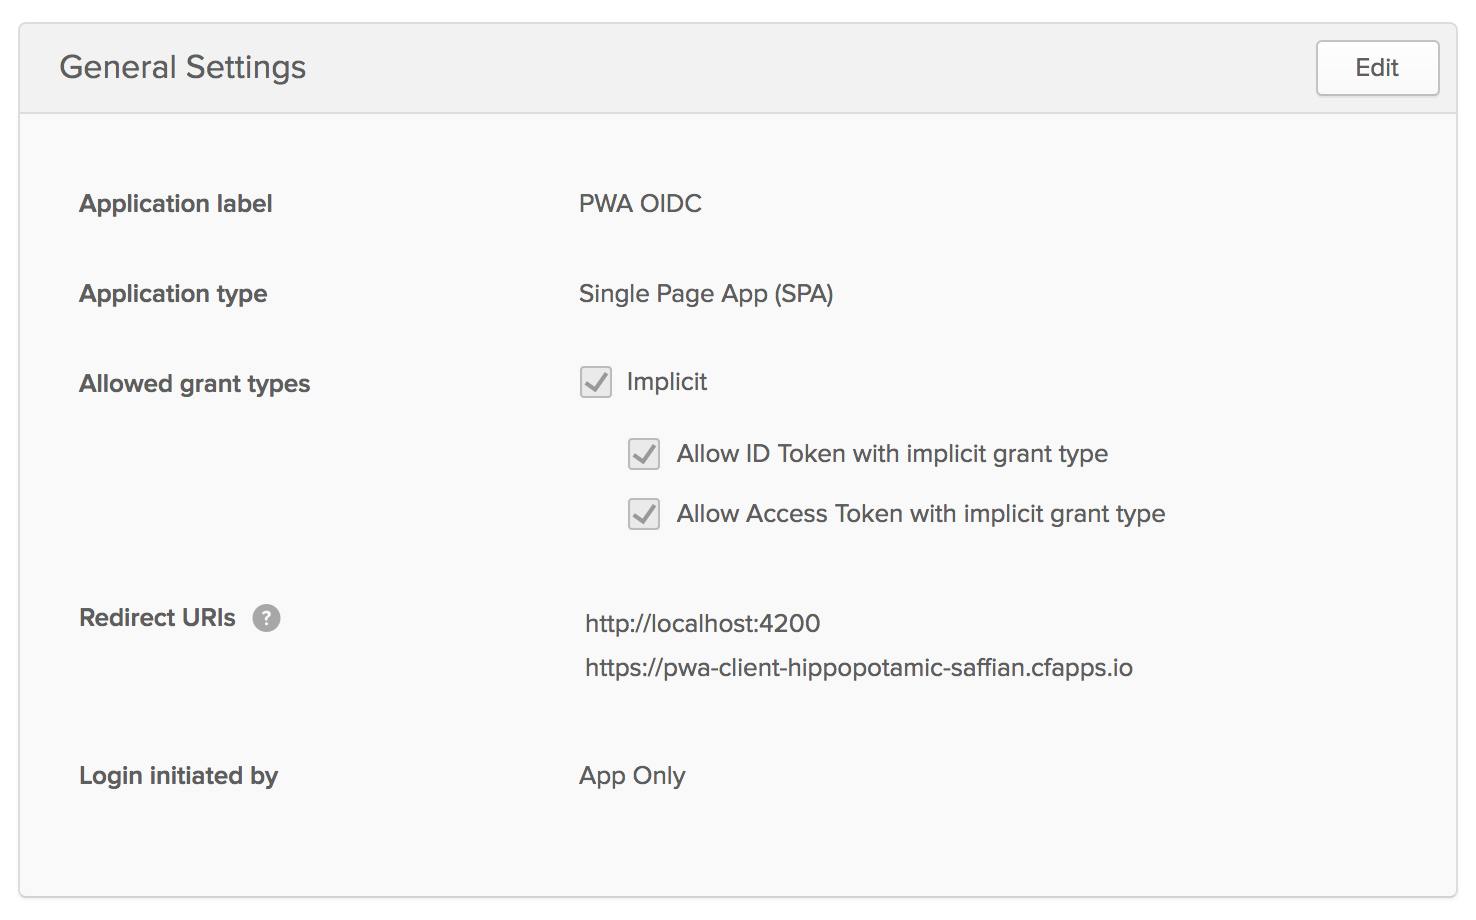 General Settings
Edit
Application label
PWA OIDC
Application type
Single Page App (SPA)
Allowed grant types
Implicit
Allow ID Token with implicit grant type
Allow Access Token with implicit grant type
Redirect URIs ?
http://localhost:4200
https://pwa-client-hippopotamic-saffian.cfapps.io
Login initiated by
App Only